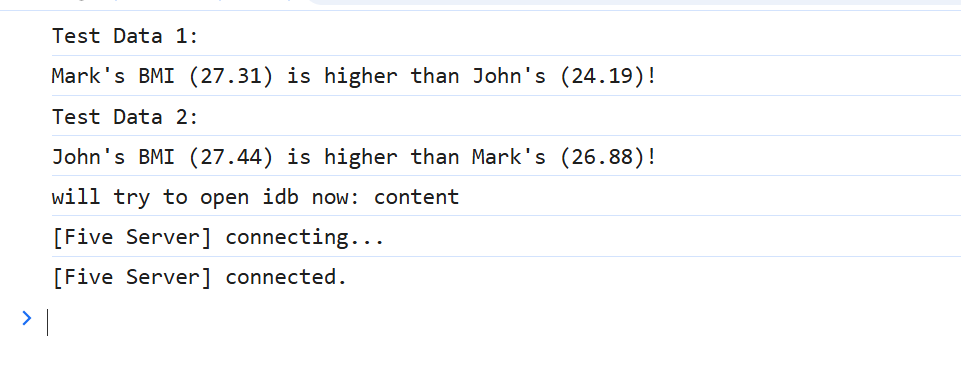 Test Data 1:
Mark's BMI (27.31) is higher than John's (24.19)!
Test Data 2:
John's BMI (27.44) is higher than Mark's (26.88)!
will try to open idb now: content
[Five Server] connecting...
[Five Server] connected.